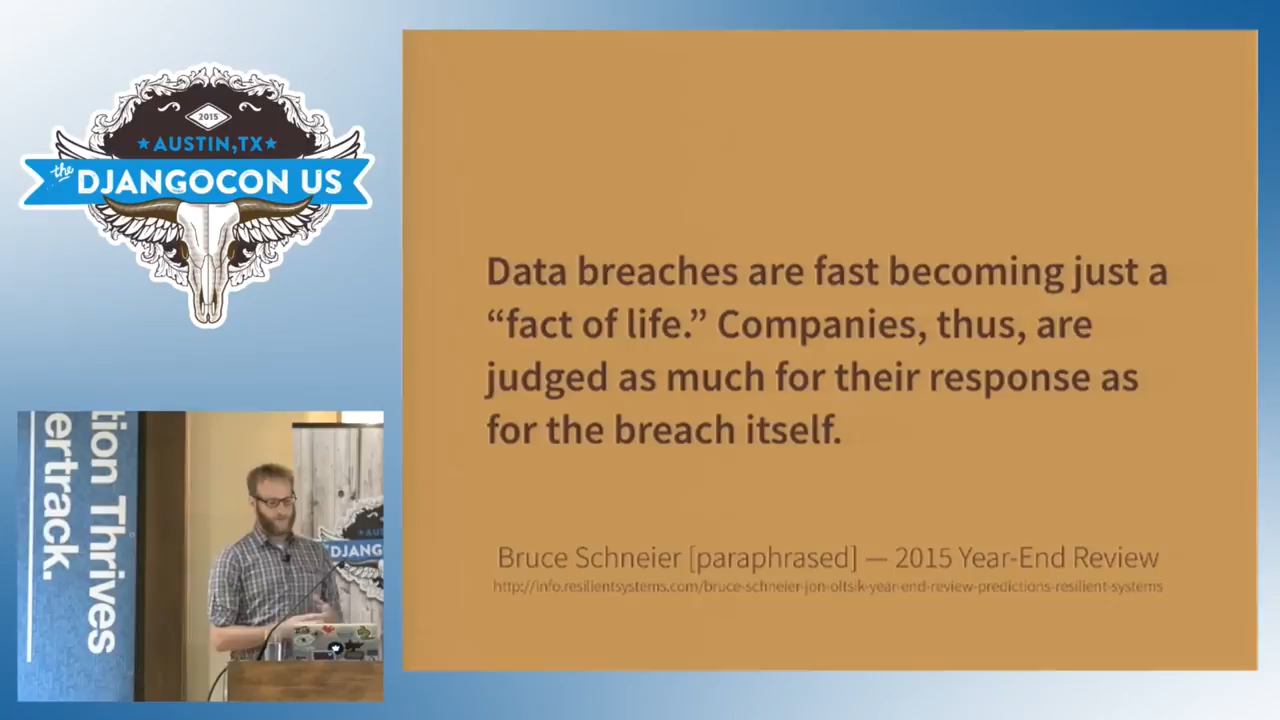 2015
AUSTIN, TX
the
DJANGOCON US
Data breaches are fast becoming just a
“fact of life.” Companies, thus, are
judged as much for their response as
for the breach itself.
Bruce Schneier [paraphrased] — 2015 Year-End Review
http://info.resilientsystems.com/bruce-schneier-jon-oltsik-year-end-review-predictions-resilient-systems
tion Thrives
ertrack.
DJANGO